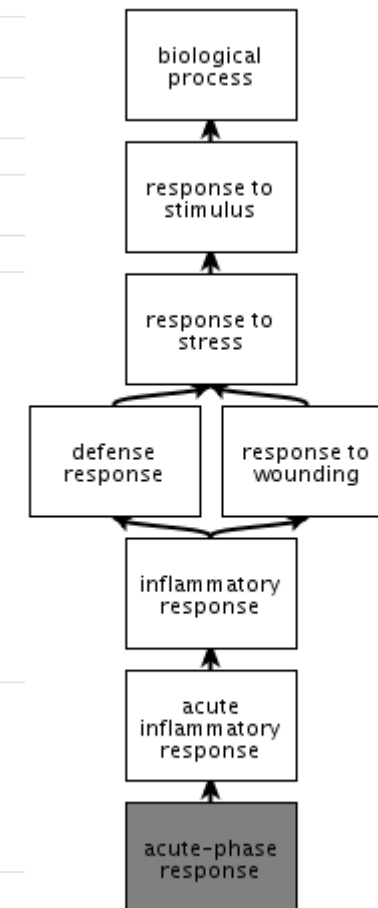 biological
process
response to
stimulus
response to
stress
defense
response
response to
wounding
inflammatory
response
acute
inflammatory
response
acute-phase
response